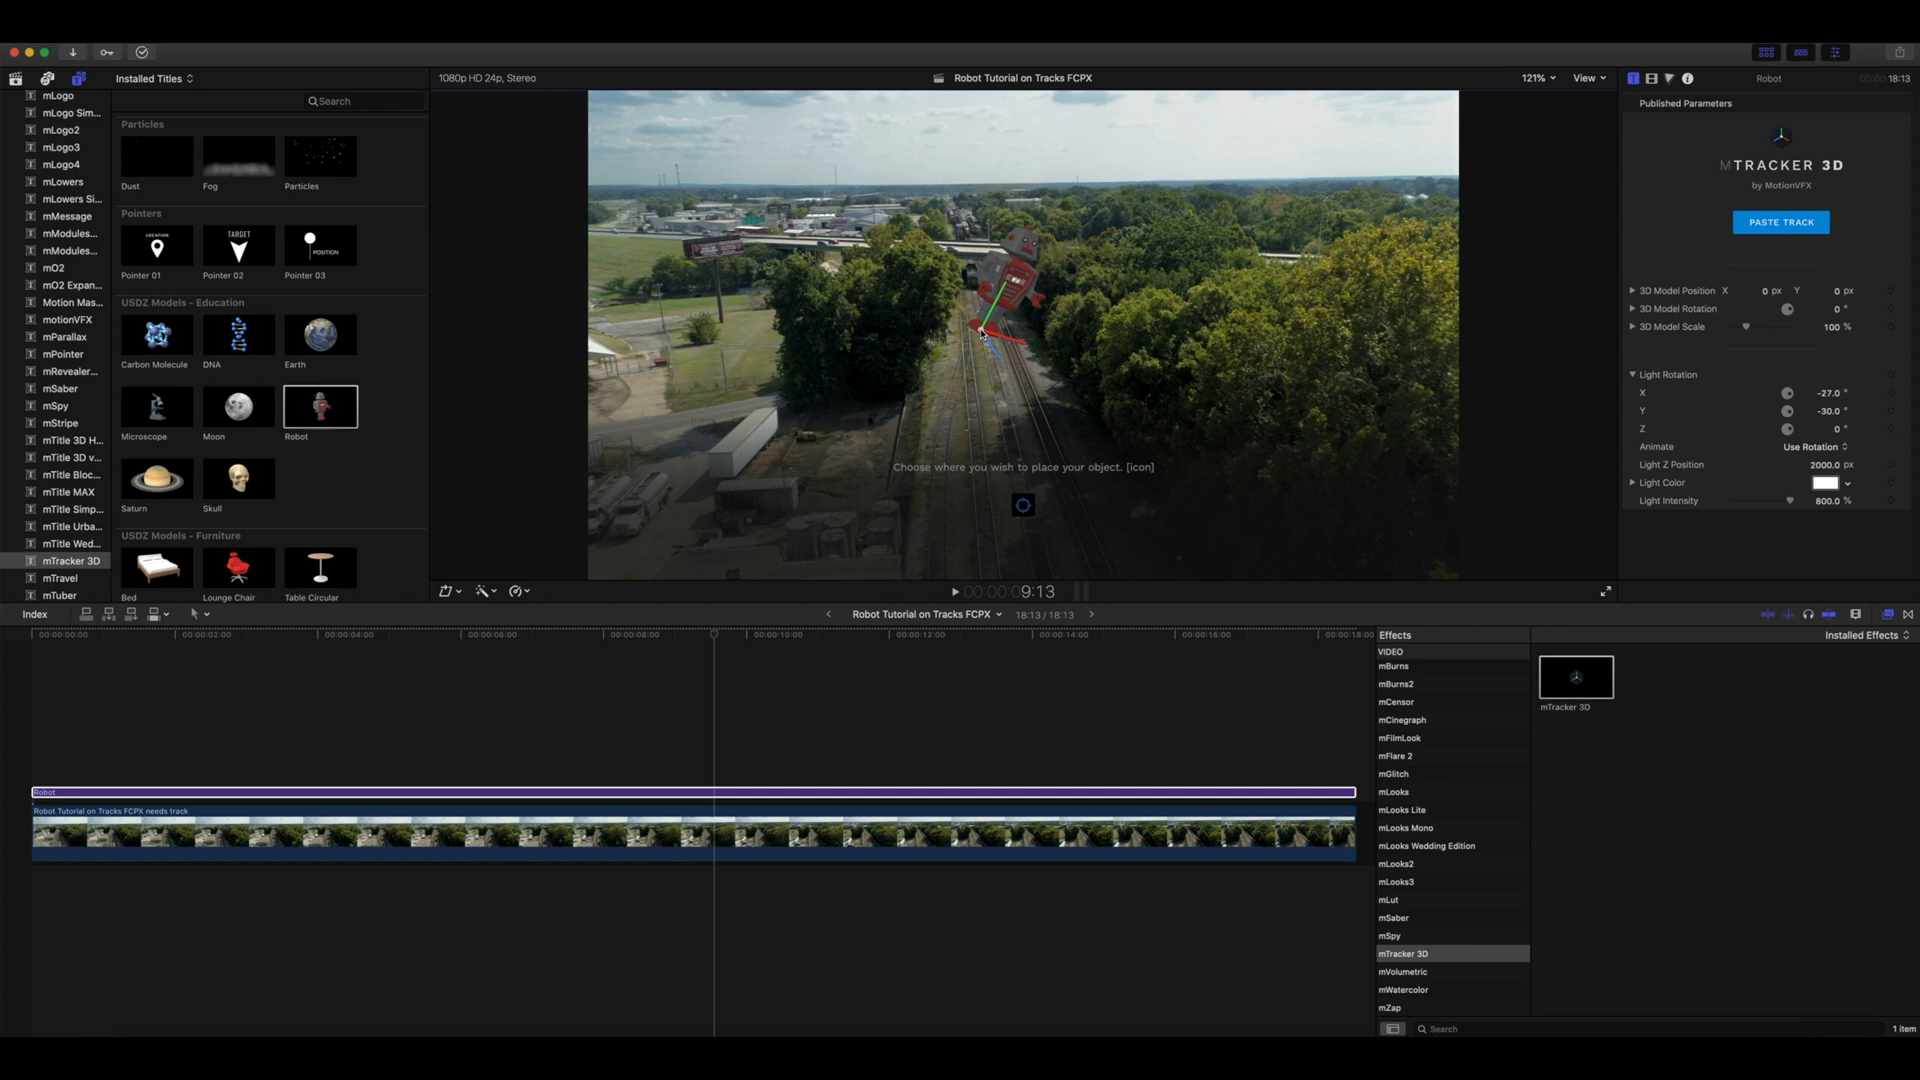 Installed Titles
1080p HD 24p, Stereo
Robot Tutorial on Tracks FCPX
121%
View
Robot
00:00:18:13
mLogo
mLogo Sim...
mLogo2
mLogo3
mLogo4
mLowers
mLowers Si...
mMessage
mModules...
mModules...
mO2
mO2 Expan...
Motion Mas...
motionVFX
mParallax
mPointer
mRevealer...
mSaber
mSpy
mStripe
mTitle 3D H...
mTitle 3D v...
mTitle Bloc...
mTitle MAX
mTitle Simp...
mTitle Urba...
mTitle Wed...
mTracker 3D
mTravel
mTuber
Search
Particles
Dust
Fog
Particles
Pointers
LOCATION
TARGET
POSITION
Pointer 01
Pointer 02
Pointer 03
USDZ Models - Education
Carbon Molecule
DNA
Earth
Microscope
Moon
Robot
Saturn
Skull
USDZ Models - Furniture
Bed
Lounge Chair
Table Circular
Choose where you wish to place your object. [icon]
00:00:09:13
Published Parameters
MTRACKER 3D
by MotionVFX
PASTE TRACK
3D Model Position X 0 px Y 0 px
3D Model Rotation 0 °
3D Model Scale 100 %
Light Rotation
X -27.0 °
Y -30.0 °
Z 0 °
Animate Use Rotation
Light Z Position 2000.0 px
Light Color
Light Intensity 800.0 %
Index
Robot Tutorial on Tracks FCPX
18:13 / 18:13
00:00:00:00
00:00:02:00
00:00:04:00
00:00:06:00
00:00:08:00
00:00:10:00
00:00:12:00
00:00:14:00
00:00:16:00
00:00:18:00
Robot
Robot Tutorial on Tracks FCPX needs track
Effects
Installed Effects
VIDEO
mBurns
mBurns2
mCensor
mCinegraph
mFilmLook
mFlare 2
mGlitch
mLooks
mLooks Lite
mLooks Mono
mLooks Wedding Edition
mLooks2
mLooks3
mLut
mSaber
mSpy
mTracker 3D
mVolumetric
mWatercolor
mZap
mTracker 3D
Search
1 item